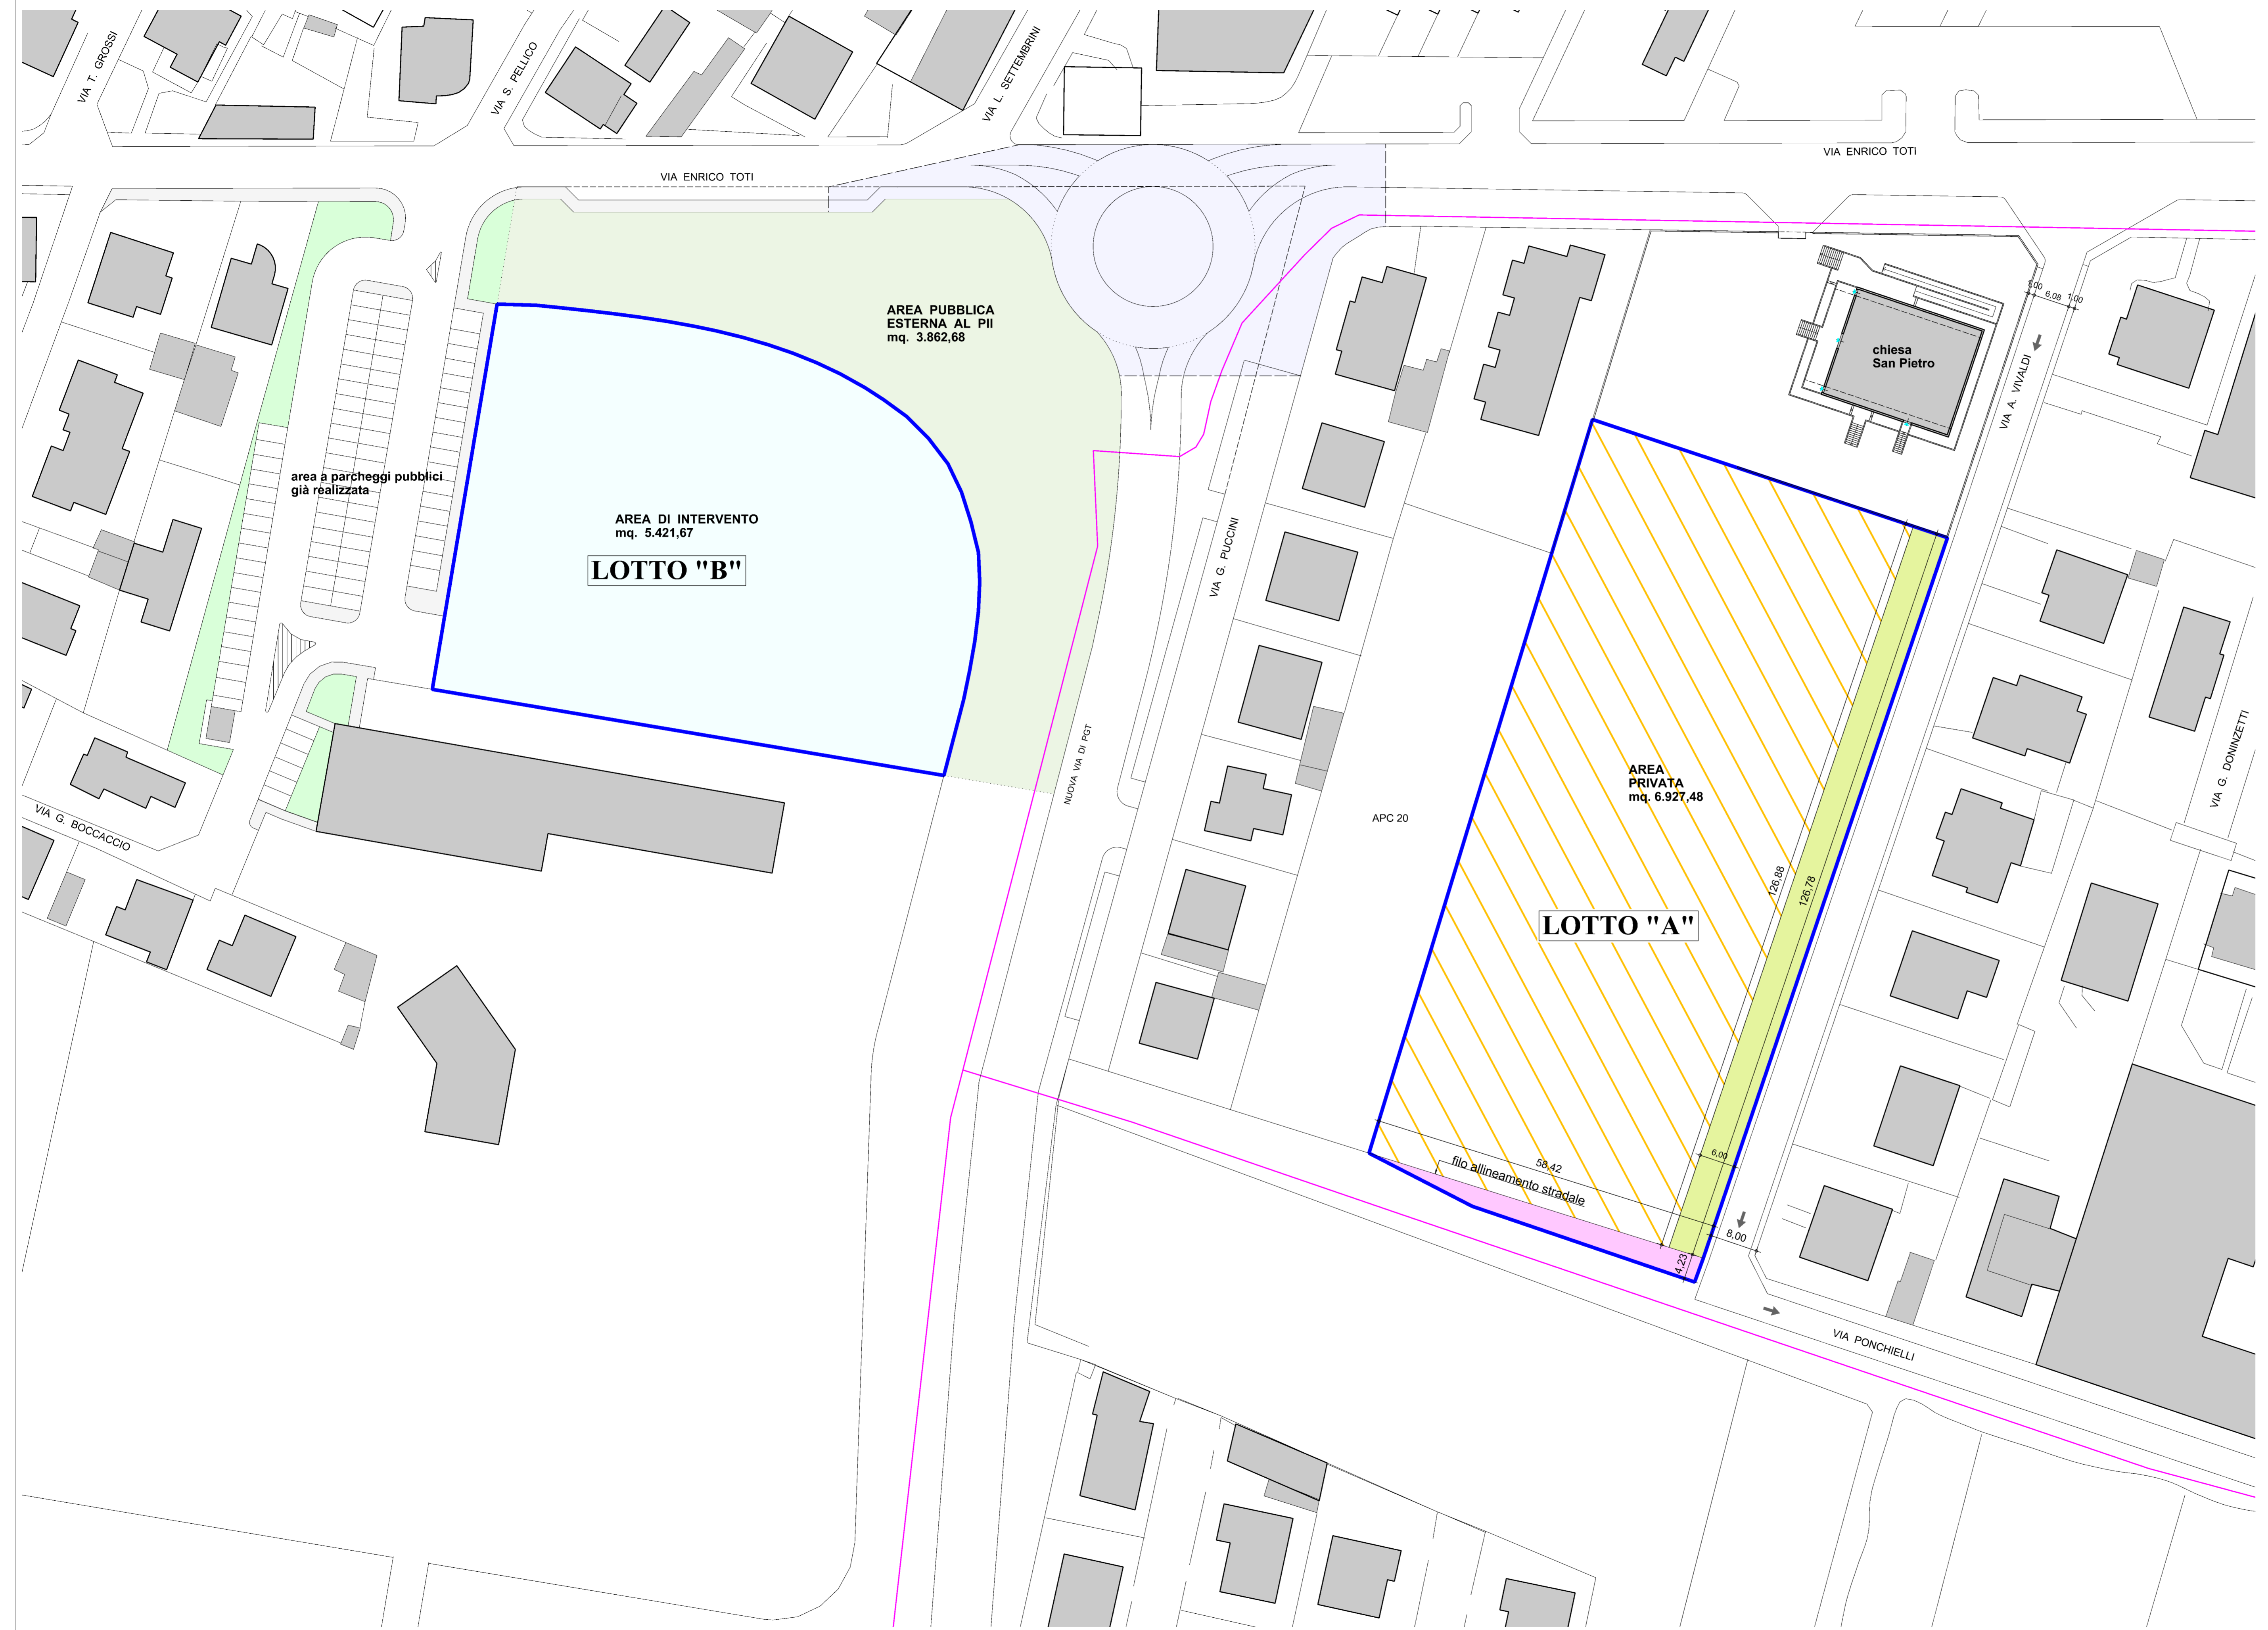 VIA T. GROSSI
VIA S. PELLICO
VIA L. SETTEMBRINI
VIA ENRICO TOTI
VIA ENRICO TOTI
AREA PUBBLICA
ESTERNA AL PII
mq. 3.862,68
chiesa
San Pietro
1,00
6,08
1,00
VIA A. VIVALDI
area a parcheggi pubblici
già realizzata
AREA DI INTERVENTO
mq. 5.421,67
LOTTO "B"
VIA G. PUCCINI
NUOVA VIA DI PGT
VIA G. DONINZETTI
AREA
PRIVATA
mq. 6.927,48
APC 20
VIA G. BOCCACCIO
126,88
126,78
LOTTO "A"
6,00
58,42
filo allineamento stradale
8,00
4,23
VIA PONCHIELLI